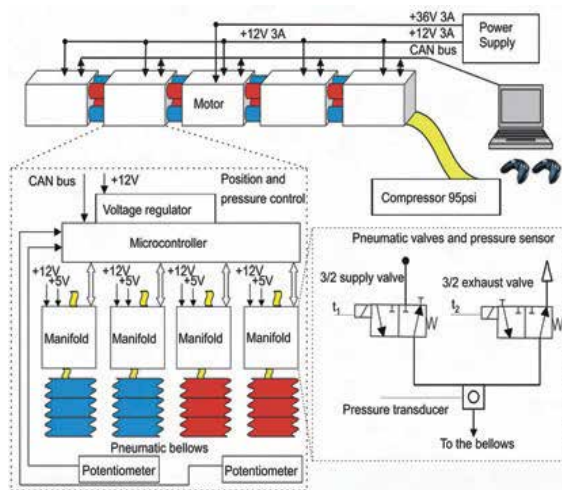 +36V 3A
+12V 3A
+12V 3A
CAN bus
Power
Supply
Motor
Compressor 95psi
CAN bus
+12V
Position and
pressure control
Voltage regulator
Microcontroller
+12V
+5V
+12V
+5V
+12V
+5V
+12V
+5V
Manifold
Manifold
Manifold
Manifold
Pneumatic bellows
Potentiometer
Potentiometer
Pneumatic valves and pressure sensor
3/2 supply valve
3/2 exhaust valve
t1
t2
Pressure transducer
To the bellows